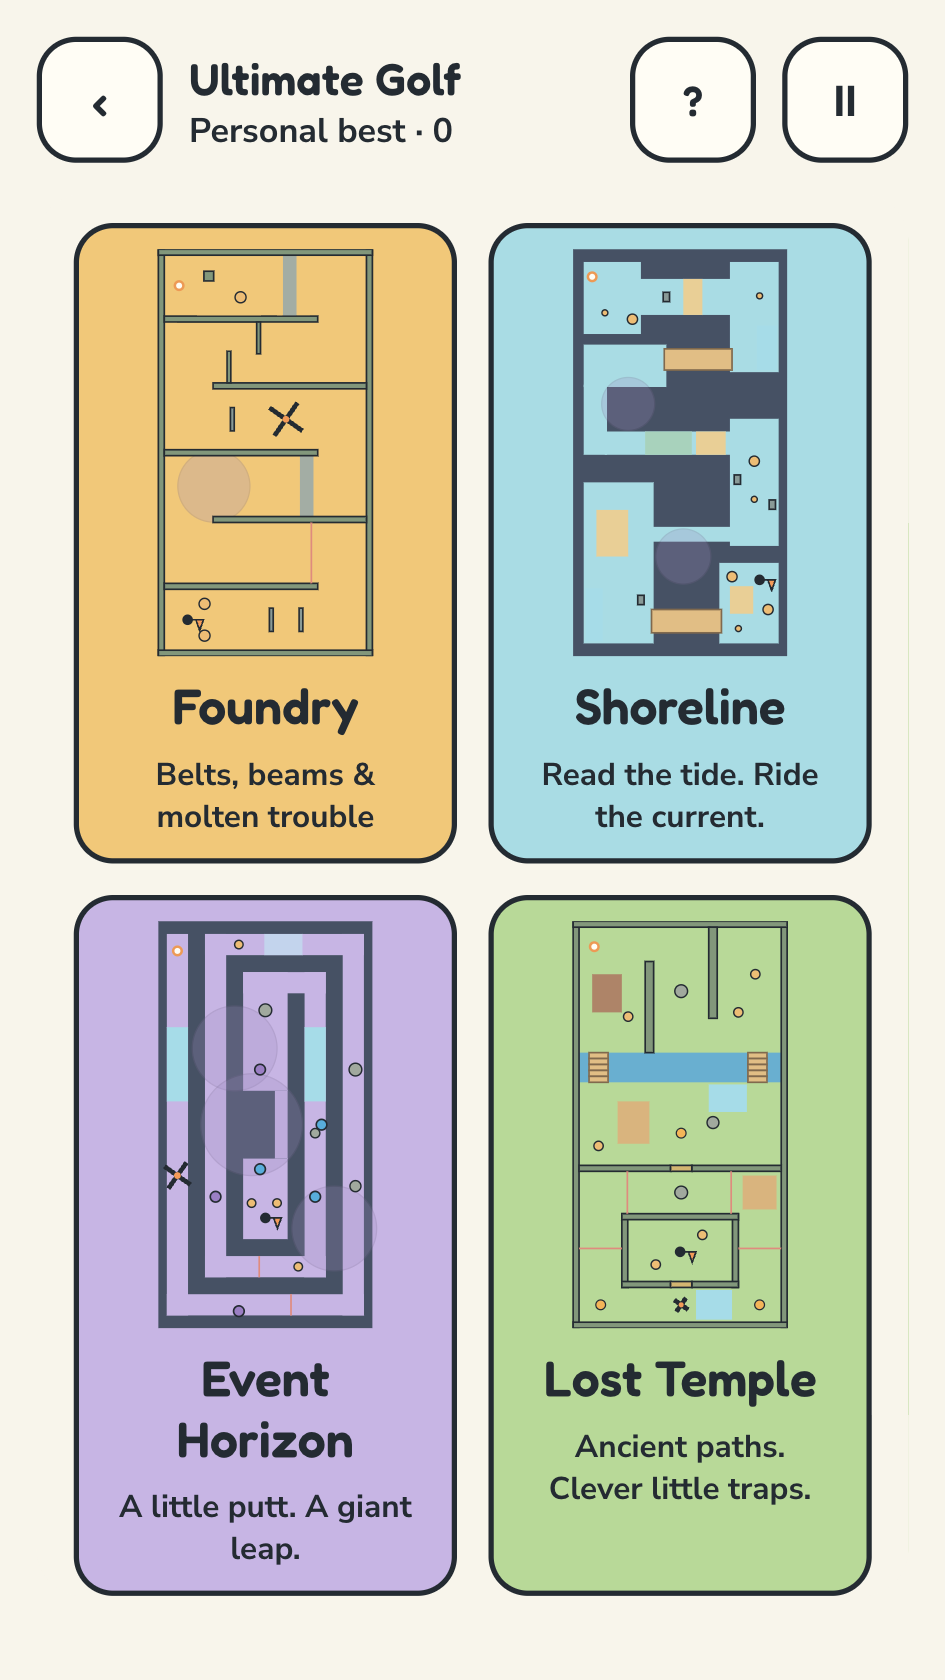 Ultimate Golf
Personal best · 0
?
Foundry
Belts, beams &
molten trouble
Shoreline
Read the tide. Ride
the current.
Event
Horizon
A little putt. A giant
leap.
Lost Temple
Ancient paths.
Clever little traps.